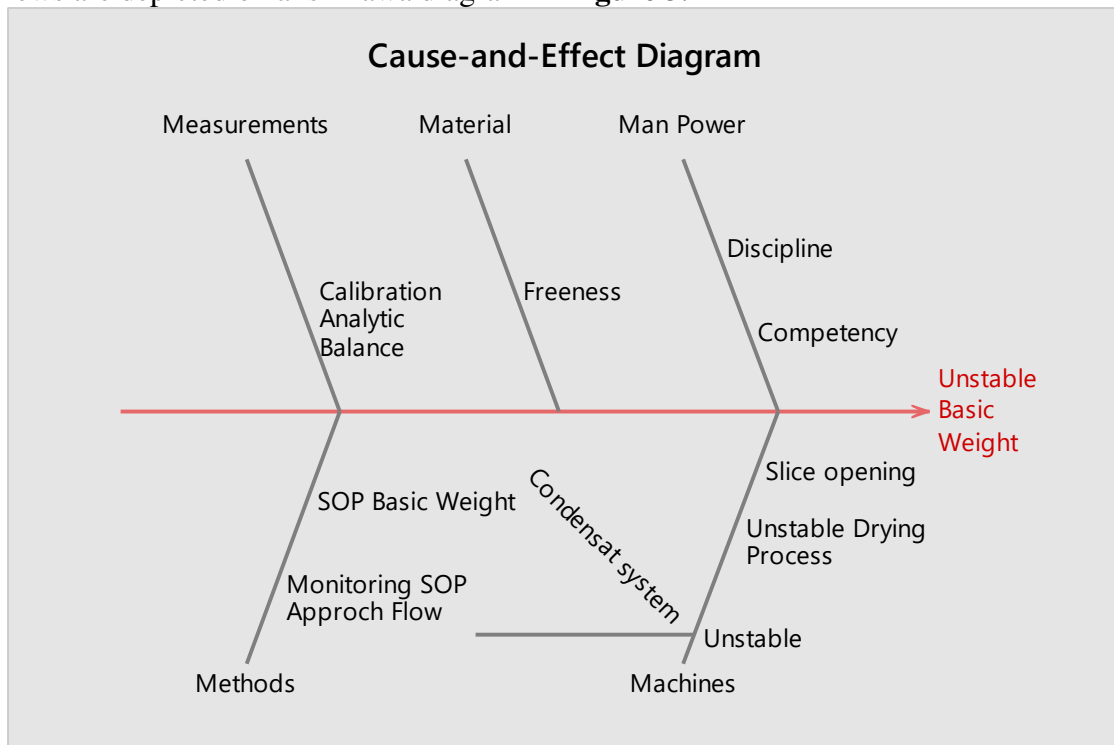 Cause-and-Effect Diagram
Measurements
Material
Man Power
Discipline
Calibration
Analytic
Balance
Freeness
Competency
Unstable
Basic
Weight
Slice opening
SOP Basic Weight
Condensat system
Unstable Drying
Process
Monitoring SOP
Approch Flow
Unstable
Methods
Machines